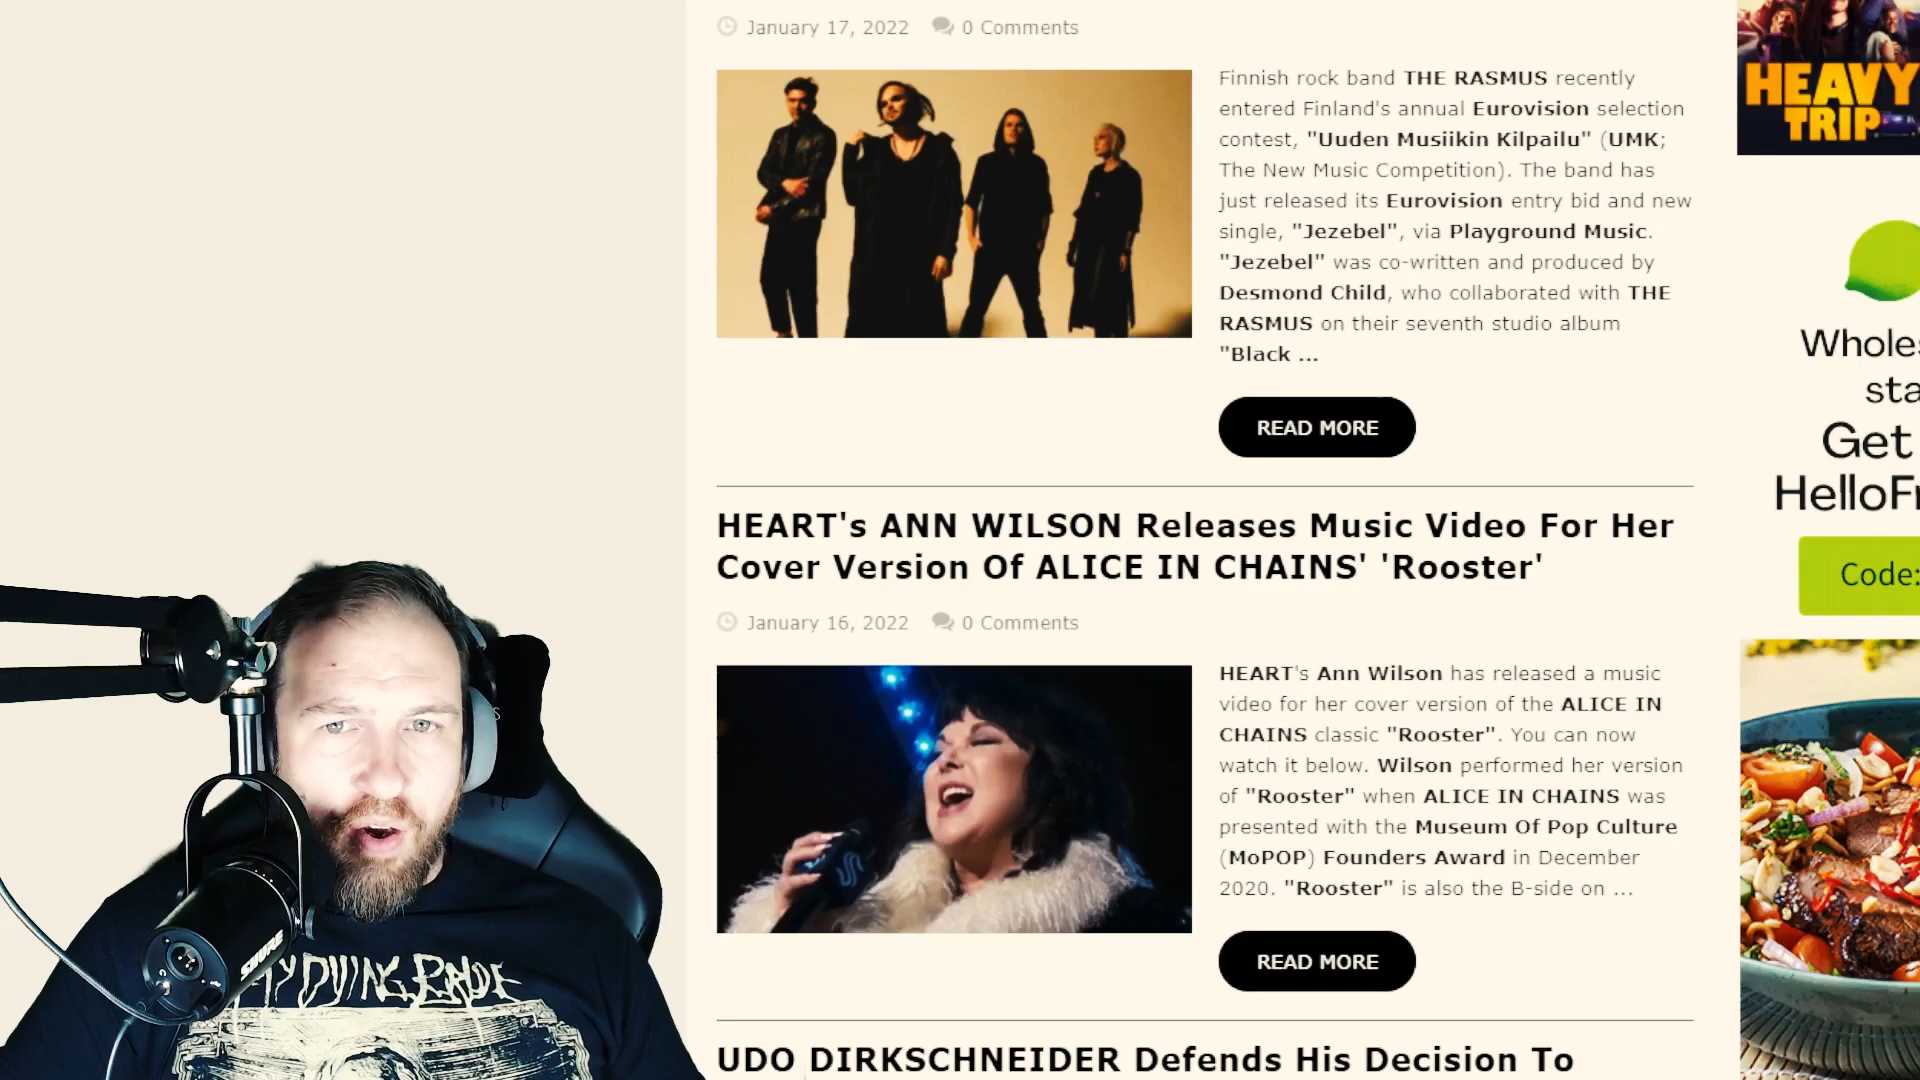 January 17, 2022 0 Comments
Finnish rock band THE RASMUS recently
entered Finland's annual Eurovision selection
contest, "Uuden Musiikin Kilpailu" (UMK;
The New Music Competition). The band has
just released its Eurovision entry bid and new
single, "Jezebel", via Playground Music.
"Jezebel" was co-written and produced by
Desmond Child, who collaborated with THE
RASMUS on their seventh studio album
"Black ...
READ MORE
HEART's ANN WILSON Releases Music Video For Her
Cover Version Of ALICE IN CHAINS' 'Rooster'
January 16, 2022 0 Comments
HEART's Ann Wilson has released a music
video for her cover version of the ALICE IN
CHAINS classic "Rooster". You can now
watch it below. Wilson performed her version
of "Rooster" when ALICE IN CHAINS was
presented with the Museum Of Pop Culture
(MoPOP) Founders Award in December
2020. "Rooster" is also the B-side on ...
READ MORE
UDO DIRKSCHNEIDER Defends His Decision To
HEAVY
TRIP
Get
Code:
SHURE
MY DYING BRIDE